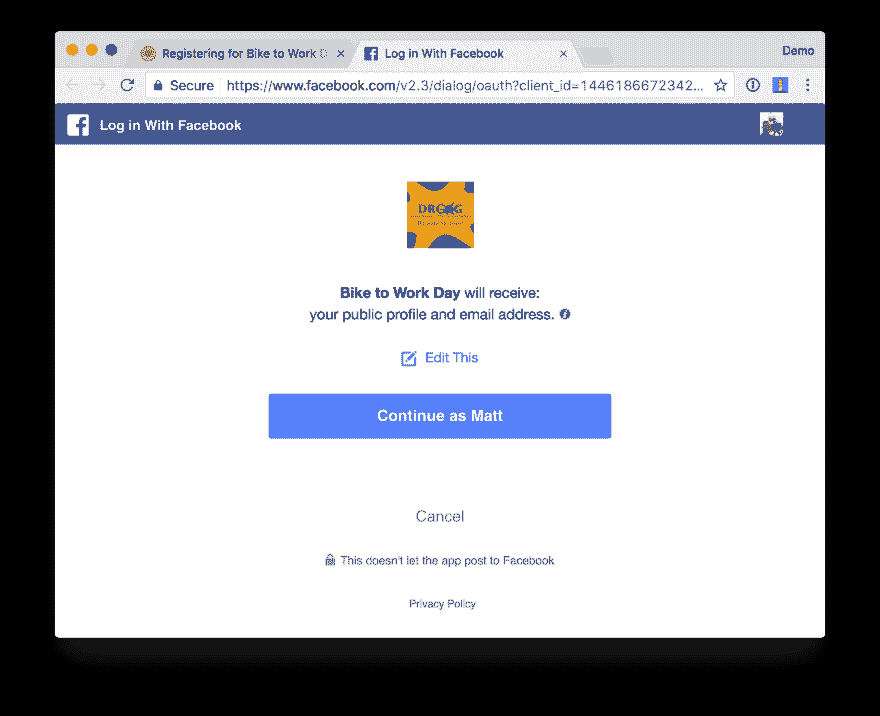 Registering for Bike to Work D
Log in With Facebook
Demo
Secure
https://www.facebook.com/v2.3/dialog/oauth?client_id=1446186672342...
Log in With Facebook
Bike to Work Day will receive:
your public profile and email address.
Edit This
Continue as Matt
Cancel
This doesn't let the app post to Facebook
Privacy Policy